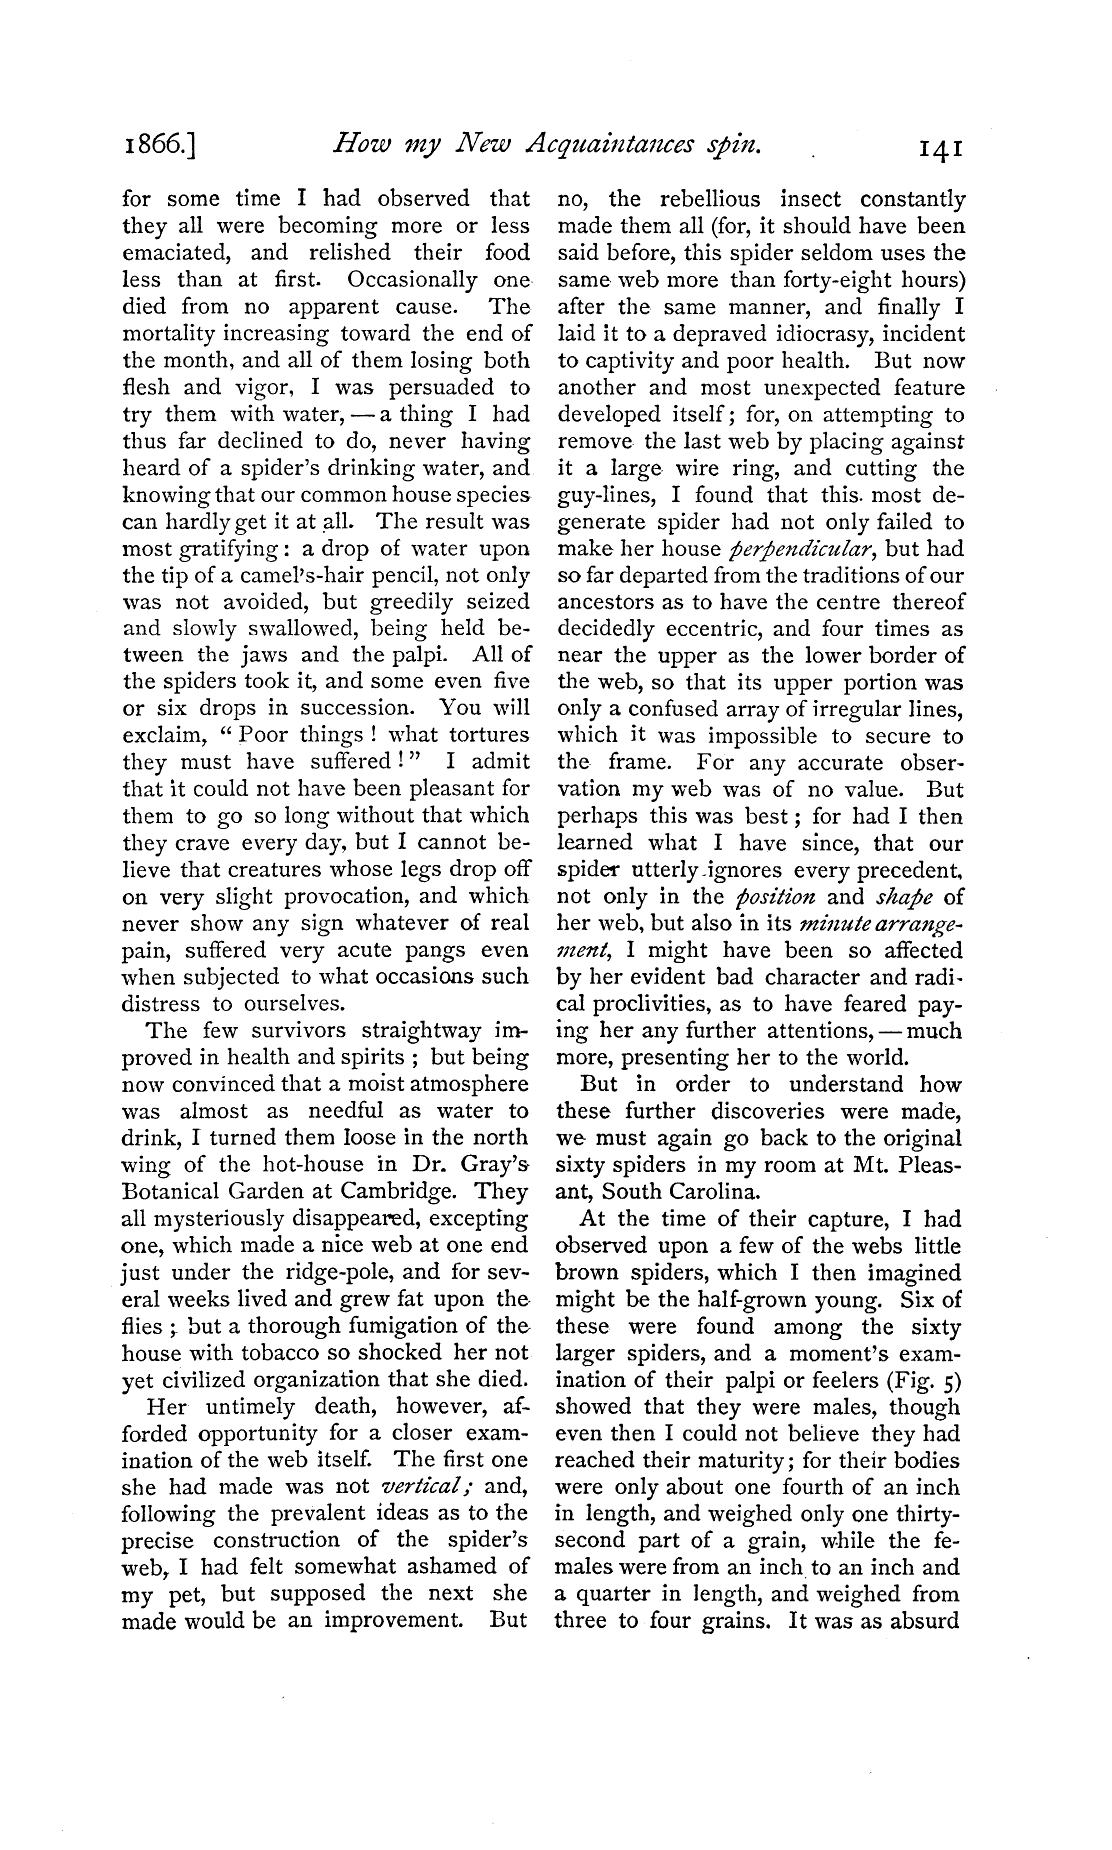 1866.] How my New Acquaintances spin. 141
for some time I had observed that
they all were becoming more or less
emaciated, and relished their food
less than at first. Occasionally one
died from no apparent cause. The
mortality increasing toward the end of
the month, and all of them losing both
flesh and vigor, I was persuaded to
try them with water, — a thing I had
thus far declined to do, never having
heard of a spider's drinking water, and
knowing that our common house species
can hardly get it at all. The result was
most gratifying : a drop of water upon
the tip of a camel's-hair pencil, not only
was not avoided, but greedily seized
and slowly swallowed, being held be-
tween the jaws and the palpi. All of
the spiders took it, and some even five
or six drops in succession. You will
exclaim, " Poor things ! what tortures
they must have suffered ! " I admit
that it could not have been pleasant for
them to go so long without that which
they crave every day, but I cannot be-
lieve that creatures whose legs drop off
on very slight provocation, and which
never show any sign whatever of real
pain, suffered very acute pangs even
when subjected to what occasions such
distress to ourselves.
The few survivors straightway im-
proved in health and spirits ; but being
now convinced that a moist atmosphere
was almost as needful as water to
drink, I turned them loose in the north
wing of the hot-house in Dr. Gray's
Botanical Garden at Cambridge. They
all mysteriously disappeared, excepting
one, which made a nice web at one end
just under the ridge-pole, and for sev-
eral weeks lived and grew fat upon the
flies ; but a thorough fumigation of the
house with tobacco so shocked her not
yet civilized organization that she died.
Her untimely death, however, af-
forded opportunity for a closer exam-
ination of the web itself. The first one
she had made was not vertical; and,
following the prevalent ideas as to the
precise construction of the spider's
web, I had felt somewhat ashamed of
my pet, but supposed the next she
made would be an improvement. But
no, the rebellious insect constantly
made them all (for, it should have been
said before, this spider seldom uses the
same web more than forty-eight hours)
after the same manner, and finally I
laid it to a depraved idiocrasy, incident
to captivity and poor health. But now
another and most unexpected feature
developed itself ; for, on attempting to
remove the last web by placing against
it a large wire ring, and cutting the
guy-lines, I found that this most de-
generate spider had not only failed to
make her house perpendicular, but had
so far departed from the traditions of our
ancestors as to have the centre thereof
decidedly eccentric, and four times as
near the upper as the lower border of
the web, so that its upper portion was
only a confused array of irregular lines,
which it was impossible to secure to
the frame. For any accurate obser-
vation my web was of no value. But
perhaps this was best ; for had I then
learned what I have since, that our
spider utterly ignores every precedent,
not only in the position and shape of
her web, but also in its minute arrange-
ment, I might have been so affected
by her evident bad character and radi-
cal proclivities, as to have feared pay-
ing her any further attentions, — much
more, presenting her to the world.
But in order to understand how
these further discoveries were made,
we must again go back to the original
sixty spiders in my room at Mt. Pleas-
ant, South Carolina.
At the time of their capture, I had
observed upon a few of the webs little
brown spiders, which I then imagined
might be the half-grown young. Six of
these were found among the sixty
larger spiders, and a moment's exam-
ination of their palpi or feelers (Fig. 5)
showed that they were males, though
even then I could not believe they had
reached their maturity ; for their bodies
were only about one fourth of an inch
in length, and weighed only one thirty-
second part of a grain, while the fe-
males were from an inch to an inch and
a quarter in length, and weighed from
three to four grains. It was as absurd